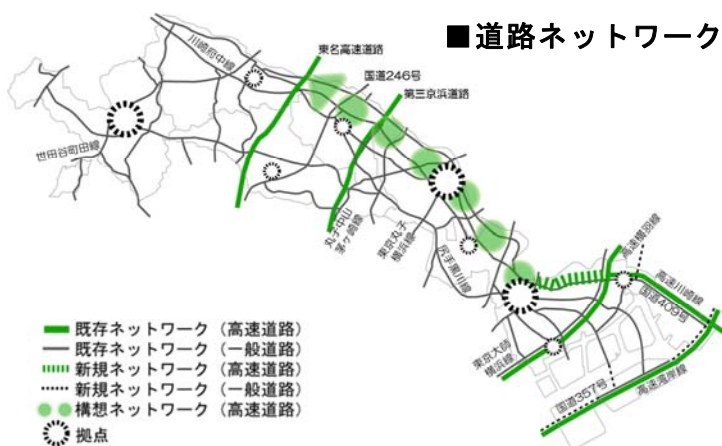 ■道路ネットワーク
東名高速道路
川崎府中線
国道246号
第三京浜道路
世田谷町田線
丸子中山
茅ヶ崎線
東京丸子
横浜線
尻手黒川線
高速横羽線
高速川崎線
国道409号
東京大師
横浜線
国道357号
高速湾岸線
既存ネットワーク（高速道路）
既存ネットワーク（一般道路）
新規ネットワーク（高速道路）
新規ネットワーク（一般道路）
構想ネットワーク（高速道路）
拠点